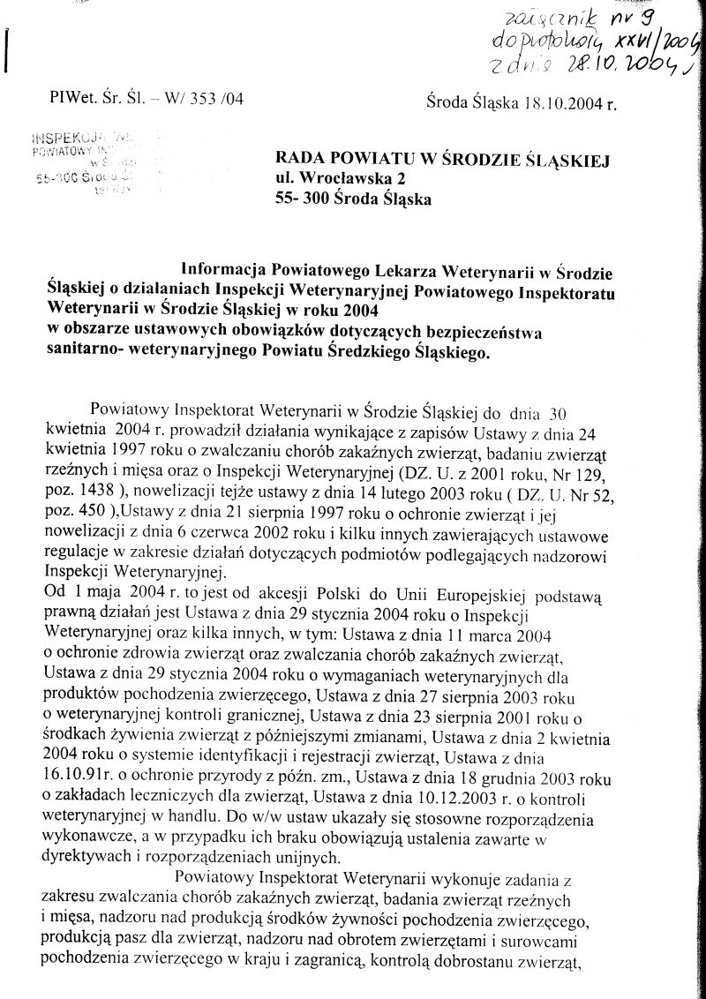 załącznik nr 9
do protokołu XXVI/2004
z dnia 28.10.2004
PIWet. Śr. Śl. – W/ 353 /04
Środa Śląska 18.10.2004 r.
INSPEKCJA
POWIATOWY
w Ś
55-300 Środa
RADA POWIATU W ŚRODZIE ŚLĄSKIEJ
ul. Wrocławska 2
55- 300 Środa Śląska
Informacja Powiatowego Lekarza Weterynarii w Środzie
Śląskiej o działaniach Inspekcji Weterynaryjnej Powiatowego Inspektoratu
Weterynarii w Środzie Śląskiej w roku 2004
w obszarze ustawowych obowiązków dotyczących bezpieczeństwa
sanitarno- weterynaryjnego Powiatu Średzkiego Śląskiego.
Powiatowy Inspektorat Weterynarii w Środzie Śląskiej do dnia 30
kwietnia 2004 r. prowadził działania wynikające z zapisów Ustawy z dnia 24
kwietnia 1997 roku o zwalczaniu chorób zakaźnych zwierząt, badaniu zwierząt
rzeźnych i mięsa oraz o Inspekcji Weterynaryjnej (DZ. U. z 2001 roku, Nr 129,
poz. 1438 ), nowelizacji tejże ustawy z dnia 14 lutego 2003 roku ( DZ. U. Nr 52,
poz. 450 ),Ustawy z dnia 21 sierpnia 1997 roku o ochronie zwierząt i jej
nowelizacji z dnia 6 czerwca 2002 roku i kilku innych zawierających ustawowe
regulacje w zakresie działań dotyczących podmiotów podlegających nadzorowi
Inspekcji Weterynaryjnej.
Od 1 maja 2004 r. to jest od akcesji Polski do Unii Europejskiej podstawą
prawną działań jest Ustawa z dnia 29 stycznia 2004 roku o Inspekcji
Weterynaryjnej oraz kilka innych, w tym: Ustawa z dnia 11 marca 2004
o ochronie zdrowia zwierząt oraz zwalczania chorób zakaźnych zwierząt,
Ustawa z dnia 29 stycznia 2004 roku o wymaganiach weterynaryjnych dla
produktów pochodzenia zwierzęcego, Ustawa z dnia 27 sierpnia 2003 roku
o weterynaryjnej kontroli granicznej, Ustawa z dnia 23 sierpnia 2001 roku o
środkach żywienia zwierząt z późniejszymi zmianami, Ustawa z dnia 2 kwietnia
2004 roku o systemie identyfikacji i rejestracji zwierząt, Ustawa z dnia
16.10.91r. o ochronie przyrody z późn. zm., Ustawa z dnia 18 grudnia 2003 roku
o zakładach leczniczych dla zwierząt, Ustawa z dnia 10.12.2003 r. o kontroli
weterynaryjnej w handlu. Do w/w ustaw ukazały się stosowne rozporządzenia
wykonawcze, a w przypadku ich braku obowiązują ustalenia zawarte w
dyrektywach i rozporządzeniach unijnych.
Powiatowy Inspektorat Weterynarii wykonuje zadania z
zakresu zwalczania chorób zakaźnych zwierząt, badania zwierząt rzeźnych
i mięsa, nadzoru nad produkcją środków żywności pochodzenia zwierzęcego,
produkcją pasz dla zwierząt, nadzoru nad obrotem zwierzętami i surowcami
pochodzenia zwierzęcego w kraju i zagranicą, kontrolą dobrostanu zwierząt,